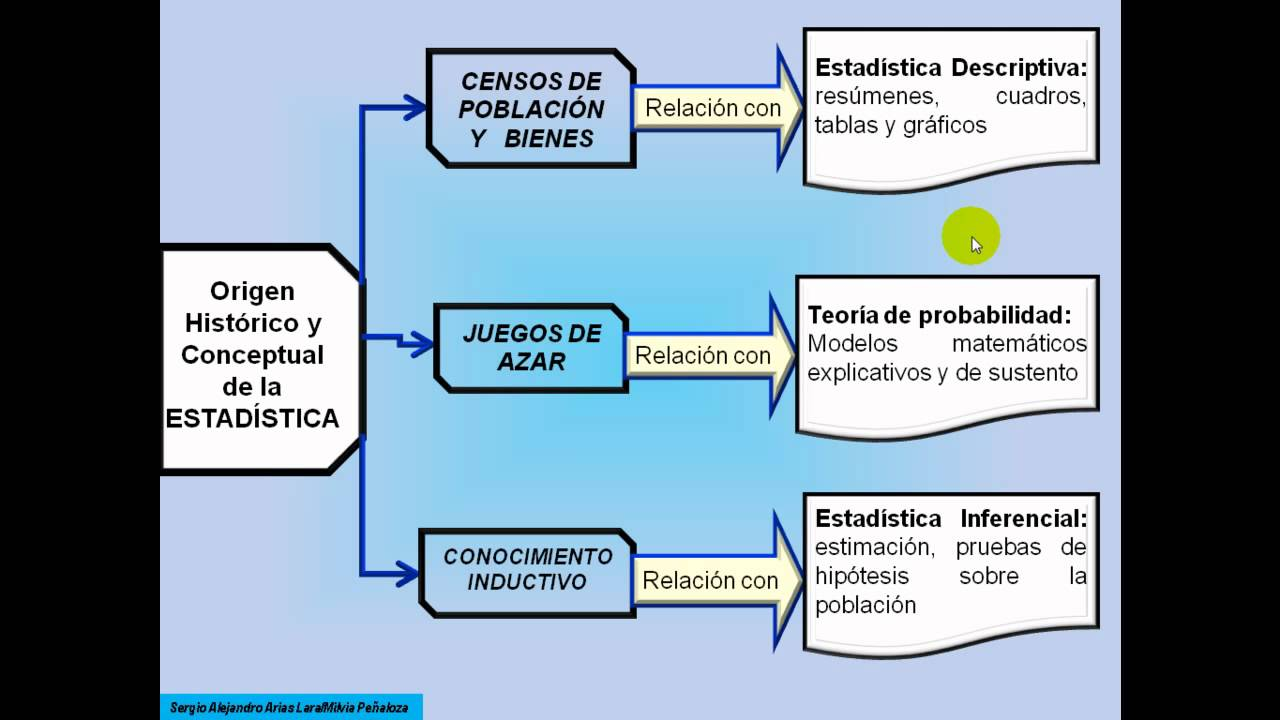 CENSOS DE
POBLACIÓN
Y BIENES
Relación con
Estadística Descriptiva:
resúmenes, cuadros,
tablas y gráficos
Origen
Histórico y
Conceptual
de la
ESTADÍSTICA
JUEGOS DE
AZAR
Relación con
Teoría de probabilidad:
Modelos matemáticos
explicativos y de sustento
CONOCIMIENTO
INDUCTIVO
Relación con
Estadística Inferencial:
estimación, pruebas de
hipótesis sobre la
población
Sergio Alejandro Arias Lara/Milvia Peñaloza